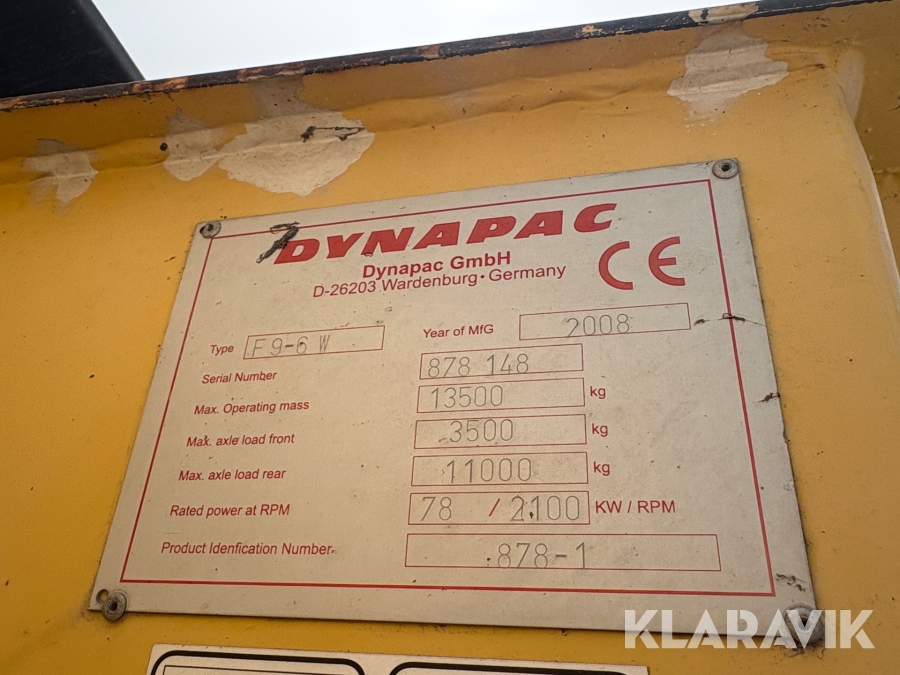 DYNAPAC
Dynapac GmbH
D-26203 Wardenburg • Germany
CE
Type F 9-6 W Year of MfG 2008
Serial Number 878 148
Max. Operating mass 13500 kg
Max. axle load front 3500 kg
Max. axle load rear 11000 kg
Rated power at RPM 78 / 2100 KW / RPM
Product Idenfication Number 878-1
KLARAVIK